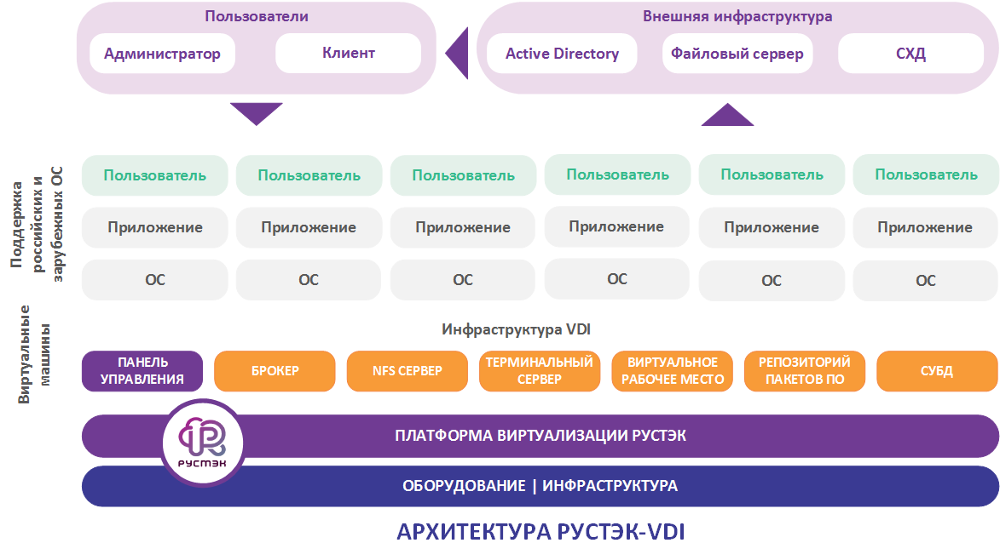 Пользователи
Администратор
Клиент
Внешняя инфраструктура
Active Directory
Файловый сервер
СХД
Поддержка
российских и
зарубежных ОС
Пользователь
Пользователь
Пользователь
Пользователь
Пользователь
Пользователь
Приложение
Приложение
Приложение
Приложение
Приложение
Приложение
ОС
ОС
ОС
ОС
ОС
ОС
Виртуальные
машины
Инфраструктура VDI
ПАНЕЛЬ
УПРАВЛЕНИЯ
БРОКЕР
NFS СЕРВЕР
ТЕРМИНАЛЬНЫЙ
СЕРВЕР
ВИРТУАЛЬНОЕ
РАБОЧЕЕ МЕСТО
РЕПОЗИТОРИЙ
ПАКЕТОВ ПО
СУБД
РУСТЭК
ПЛАТФОРМА ВИРТУАЛИЗАЦИИ РУСТЭК
ОБОРУДОВАНИЕ | ИНФРАСТРУКТУРА
АРХИТЕКТУРА РУСТЭК-VDI